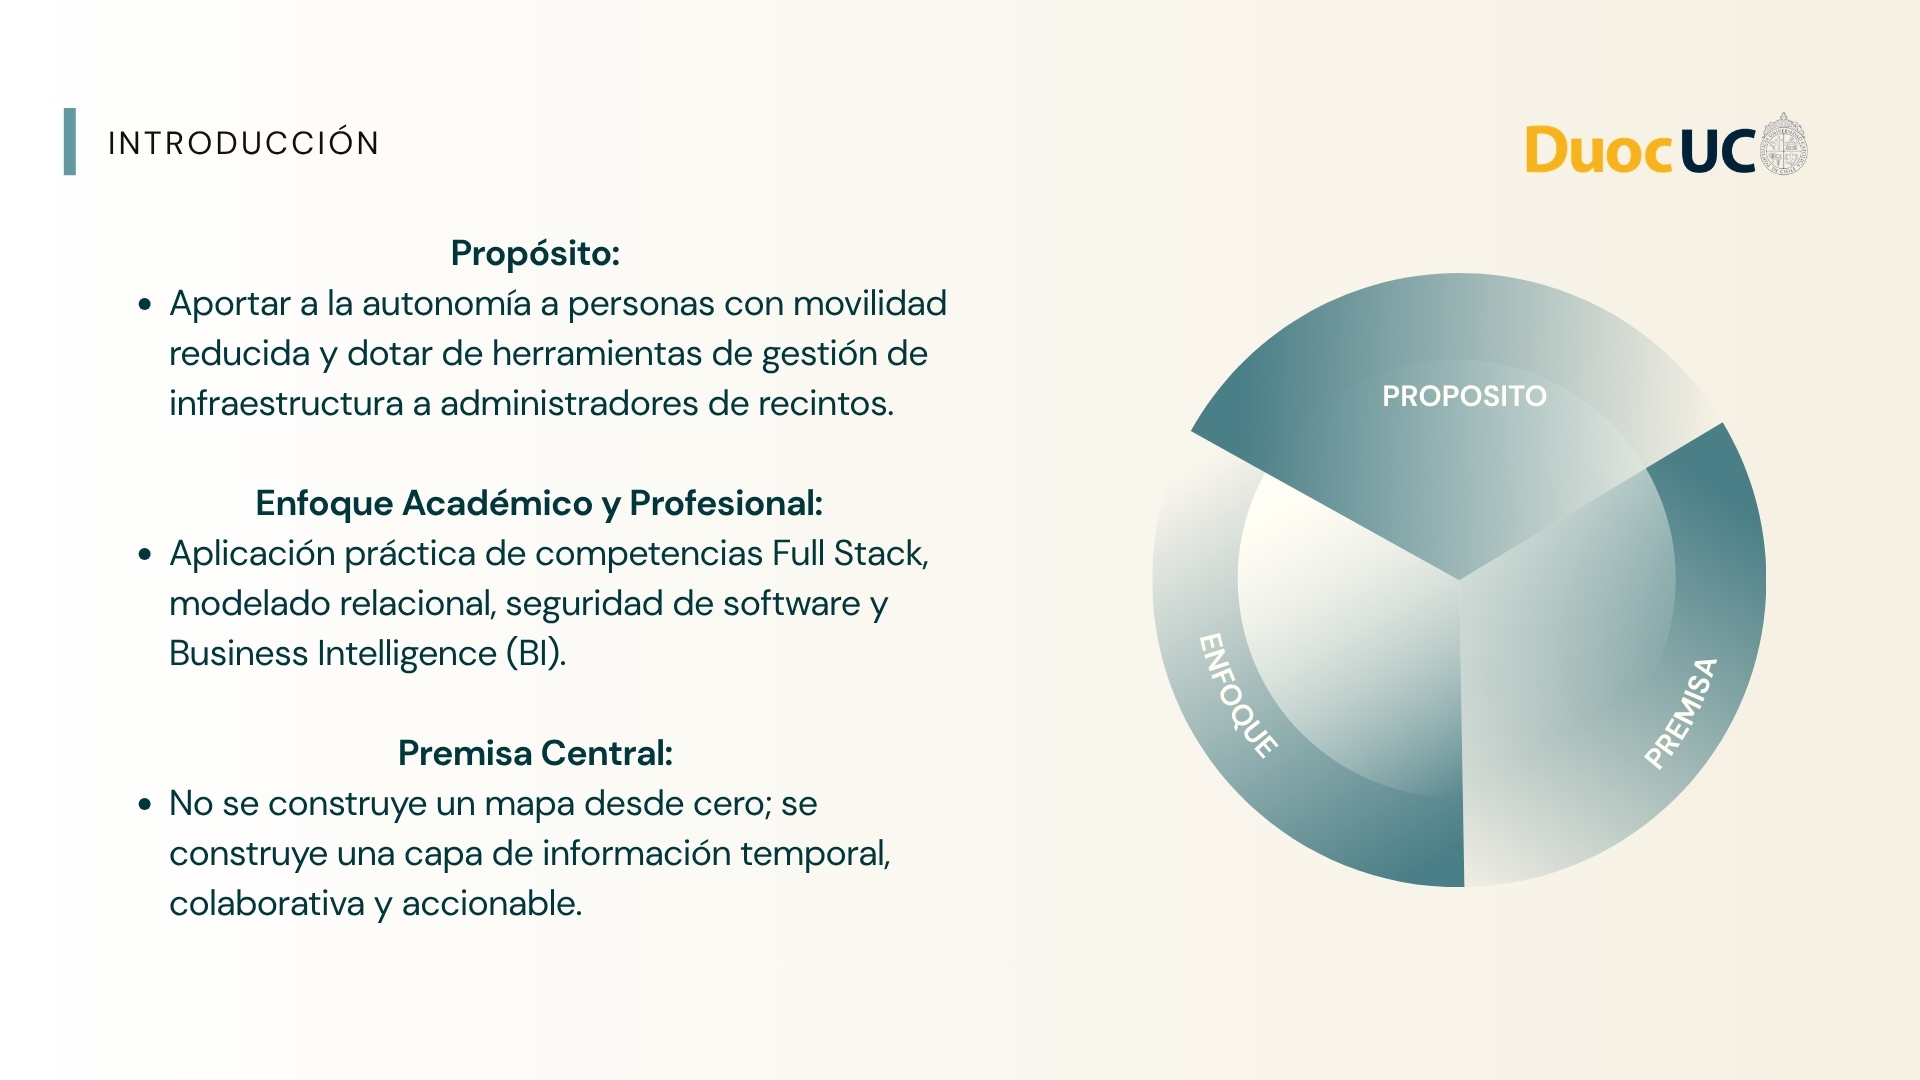 INTRODUCCIÓN
Duoc UC
Propósito:
• Aportar a la autonomía a personas con movilidad
reducida y dotar de herramientas de gestión de
infraestructura a administradores de recintos.
Enfoque Académico y Profesional:
• Aplicación práctica de competencias Full Stack,
modelado relacional, seguridad de software y
Business Intelligence (BI).
Premisa Central:
• No se construye un mapa desde cero; se
construye una capa de información temporal,
colaborativa y accionable.
PROPOSITO
ENFOQUE
PREMISA